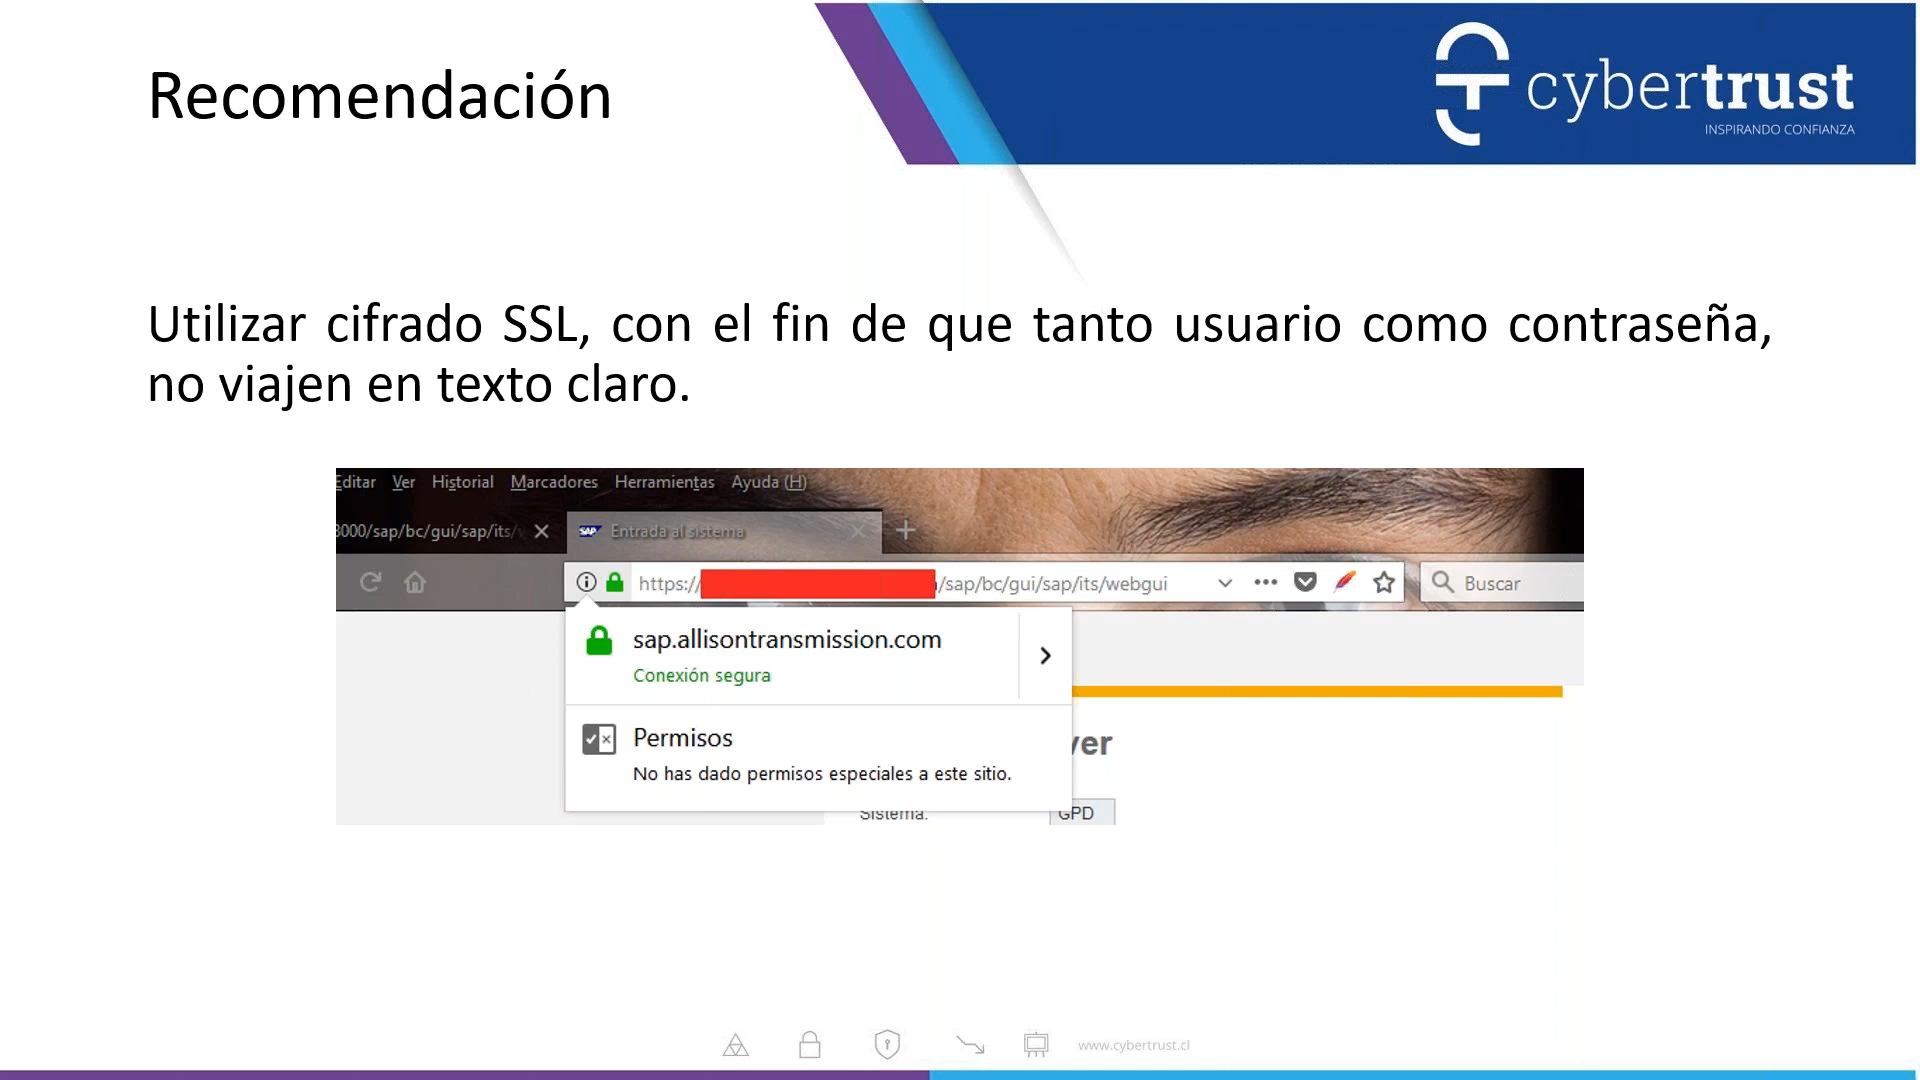 Recomendación
cybertrust
INSPIRANDO CONFIANZA
Utilizar cifrado SSL, con el fin de que tanto usuario como contraseña,
no viajen en texto claro.
Editar Ver Historial Marcadores Herramientas Ayuda (H)
3000/sap/bc/gui/sap/its/ SAP Entrada al sistema
https:// /sap/bc/gui/sap/its/webgui Buscar
sap.allisontransmission.com
Conexión segura
Permisos
No has dado permisos especiales a este sitio.
ver
Sistema: GPD
www.cybertrust.cl